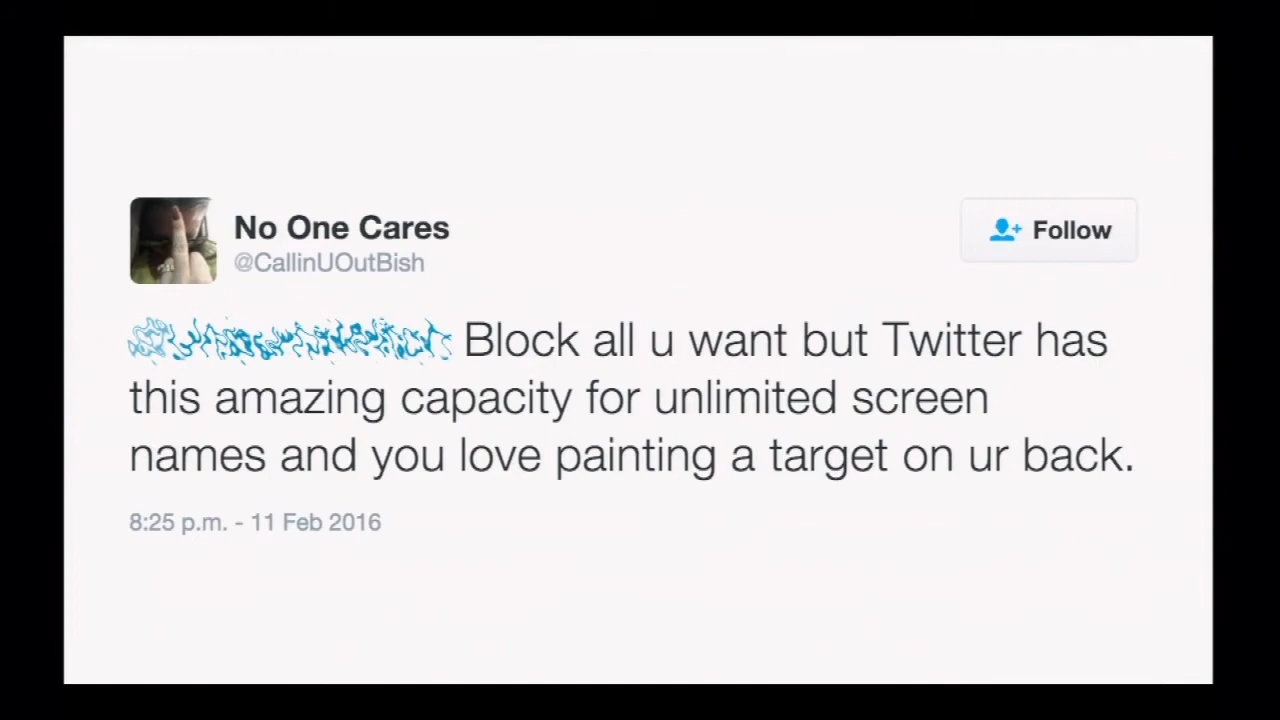 No One Cares
@CallinUOutBish
Follow
Block all u want but Twitter has
this amazing capacity for unlimited screen
names and you love painting a target on ur back.
8:25 p.m. - 11 Feb 2016